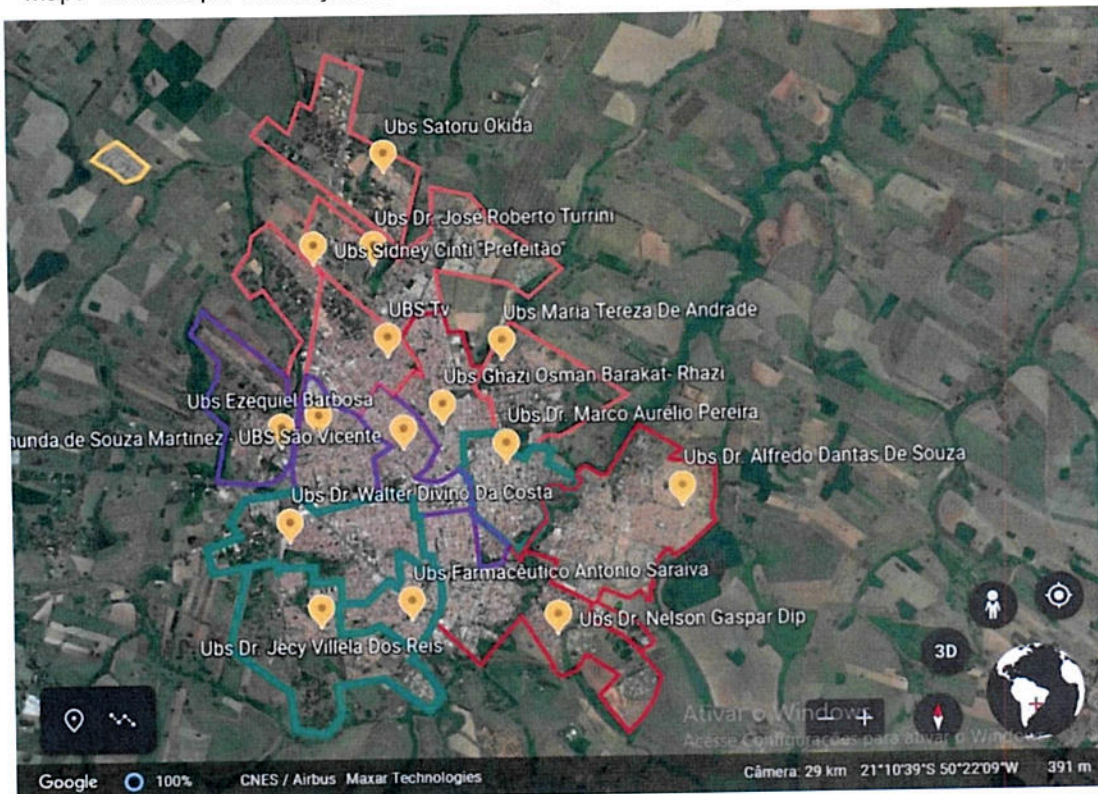 Ubs Satoru Okida
Ubs Dr. José Roberto Turrini
Ubs Sidney Cinti "Prefeitão"
UBS Tv
Ubs Maria Tereza De Andrade
Ubs Ghazi Osman Barakat- Rhazi
Ubs Ezequiel Barbosa
Ubs Dr. Marco Aurélio Pereira
munda de Souza Martinez - UBS São Vicente
Ubs Dr. Alfredo Dantas De Souza
Ubs Dr. Walter Divino Da Costa
Ubs Farmacêutico Antonio Saraiva
Ubs Dr. Nelson Gaspar Dip
Ubs Dr. Jecy Villela Dos Reis
3D
Ativar o Windows
Acesse Configurações para ativar o Windows
Google 100% CNES / Airbus Maxar Technologies Câmera: 29 km 21°10'39"S 50°22'09"W 391 m